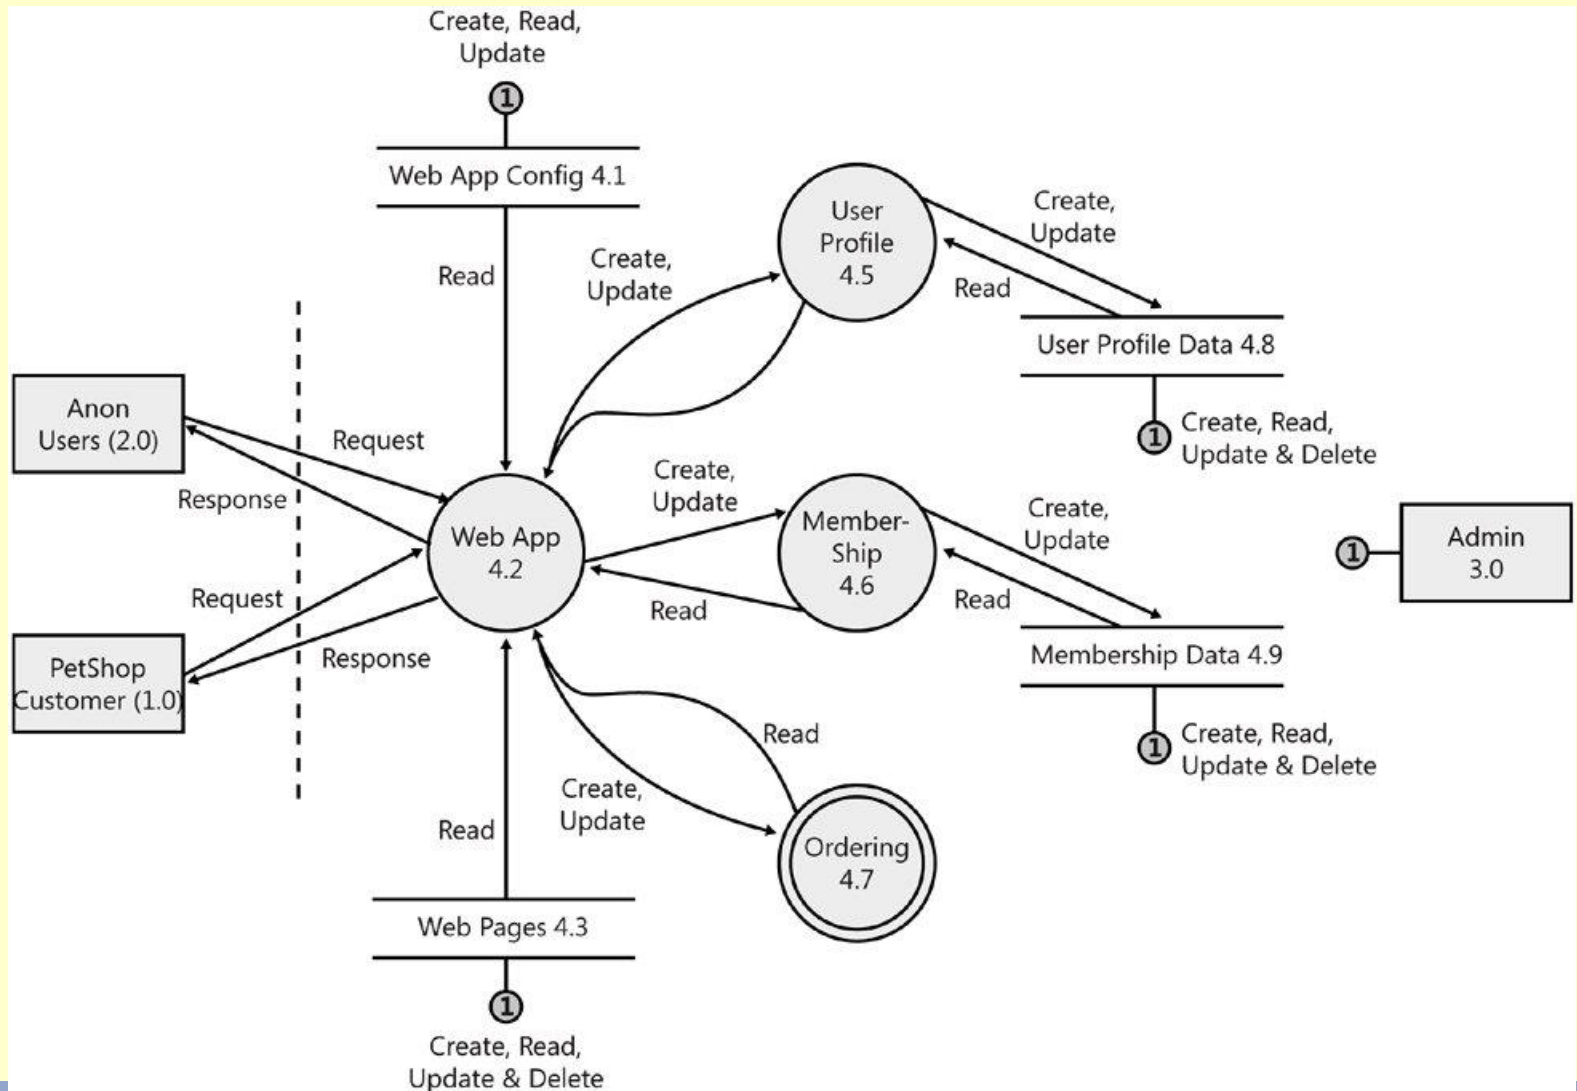 Create, Read,
Update
1
Web App Config 4.1
Read
Create,
Update
User
Profile
4.5
Create,
Update
Read
User Profile Data 4.8
1
Create, Read,
Update & Delete
Anon
Users (2.0)
Request
Response
Web App
4.2
Create,
Update
Read
Member-
Ship
4.6
Create,
Update
Read
Membership Data 4.9
1
Create, Read,
Update & Delete
1
Admin
3.0
Request
Response
PetShop
Customer (1.0)
Read
Create,
Update
Ordering
4.7
Read
Web Pages 4.3
1
Create, Read,
Update & Delete